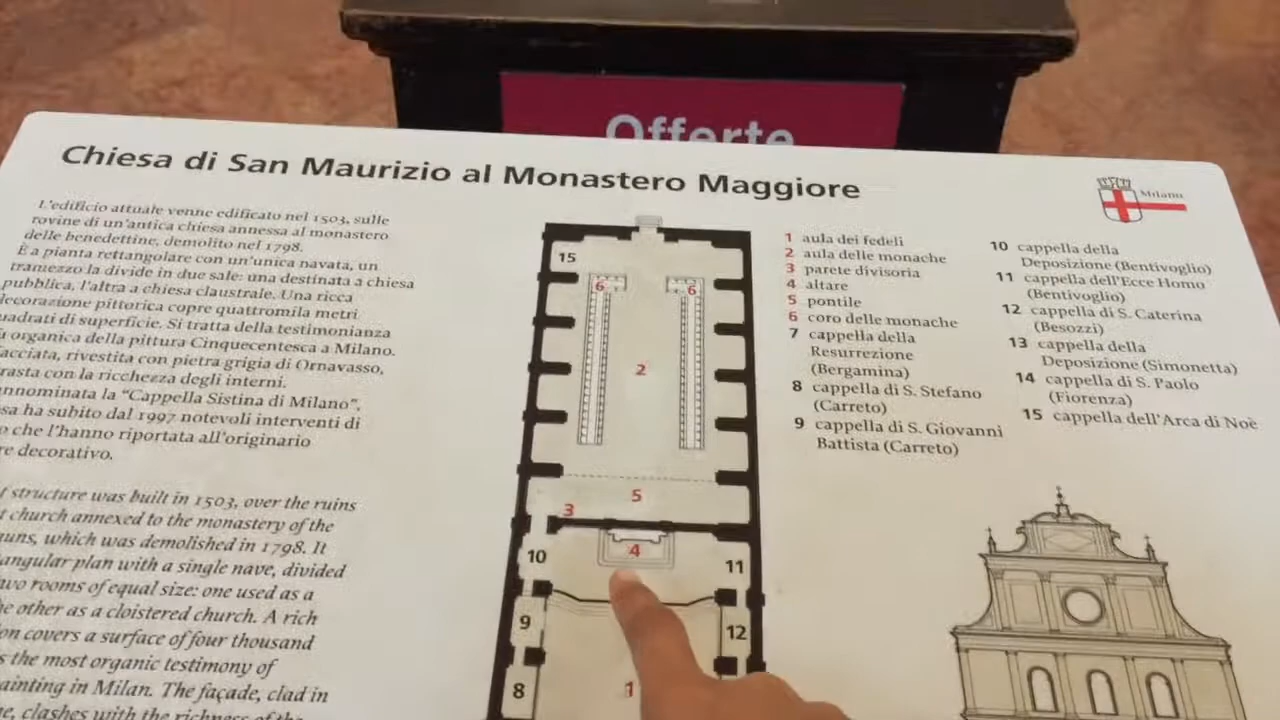 Offerte
Chiesa di San Maurizio al Monastero Maggiore
Milano
L'edificio attuale venne edificato nel 1503, sulle
rovine di un'antica chiesa annessa al monastero
delle benedettine, demolito nel 1798.
È a pianta rettangolare con un'unica navata, un
tramezzo la divide in due sale: una destinata a chiesa
pubblica, l'altra a chiesa claustrale. Una ricca
decorazione pittorica copre quattromila metri
quadrati di superficie. Si tratta della testimonianza
organica della pittura Cinquecentesca a Milano.
facciata, rivestita con pietra grigia di Ornavasso,
con la ricchezza degli interni.
"Cappella Sistina di Milano",
ha subito dal 1997 notevoli interventi di
che l'hanno riportata all'originario
decorativo.
structure was built in 1503, over the ruins
church annexed to the monastery of the
nuns, which was demolished in 1798. It
plan with a single nave, divided
two rooms of equal size: one used as a
other as a cloistered church. A rich
covers a surface of four thousand
the most organic testimony of
painting in Milan. The façade, clad in
clashes with the richness of the
15
6
6
2
5
3
4
10
11
9
12
8
1
1 aula dei fedeli
2 aula delle monache
3 parete divisoria
4 altare
5 pontile
6 coro delle monache
7 cappella della
Resurrezione
(Bergamina)
8 cappella di S. Stefano
(Carreto)
9 cappella di S. Giovanni
Battista (Carreto)
10 cappella della
Deposizione (Bentivoglio)
11 cappella dell'Ecce Homo
(Bentivoglio)
12 cappella di S. Caterina
(Besozzi)
13 cappella della
Deposizione (Simonetta)
14 cappella di S. Paolo
(Fiorenza)
15 cappella dell'Arca di Noè